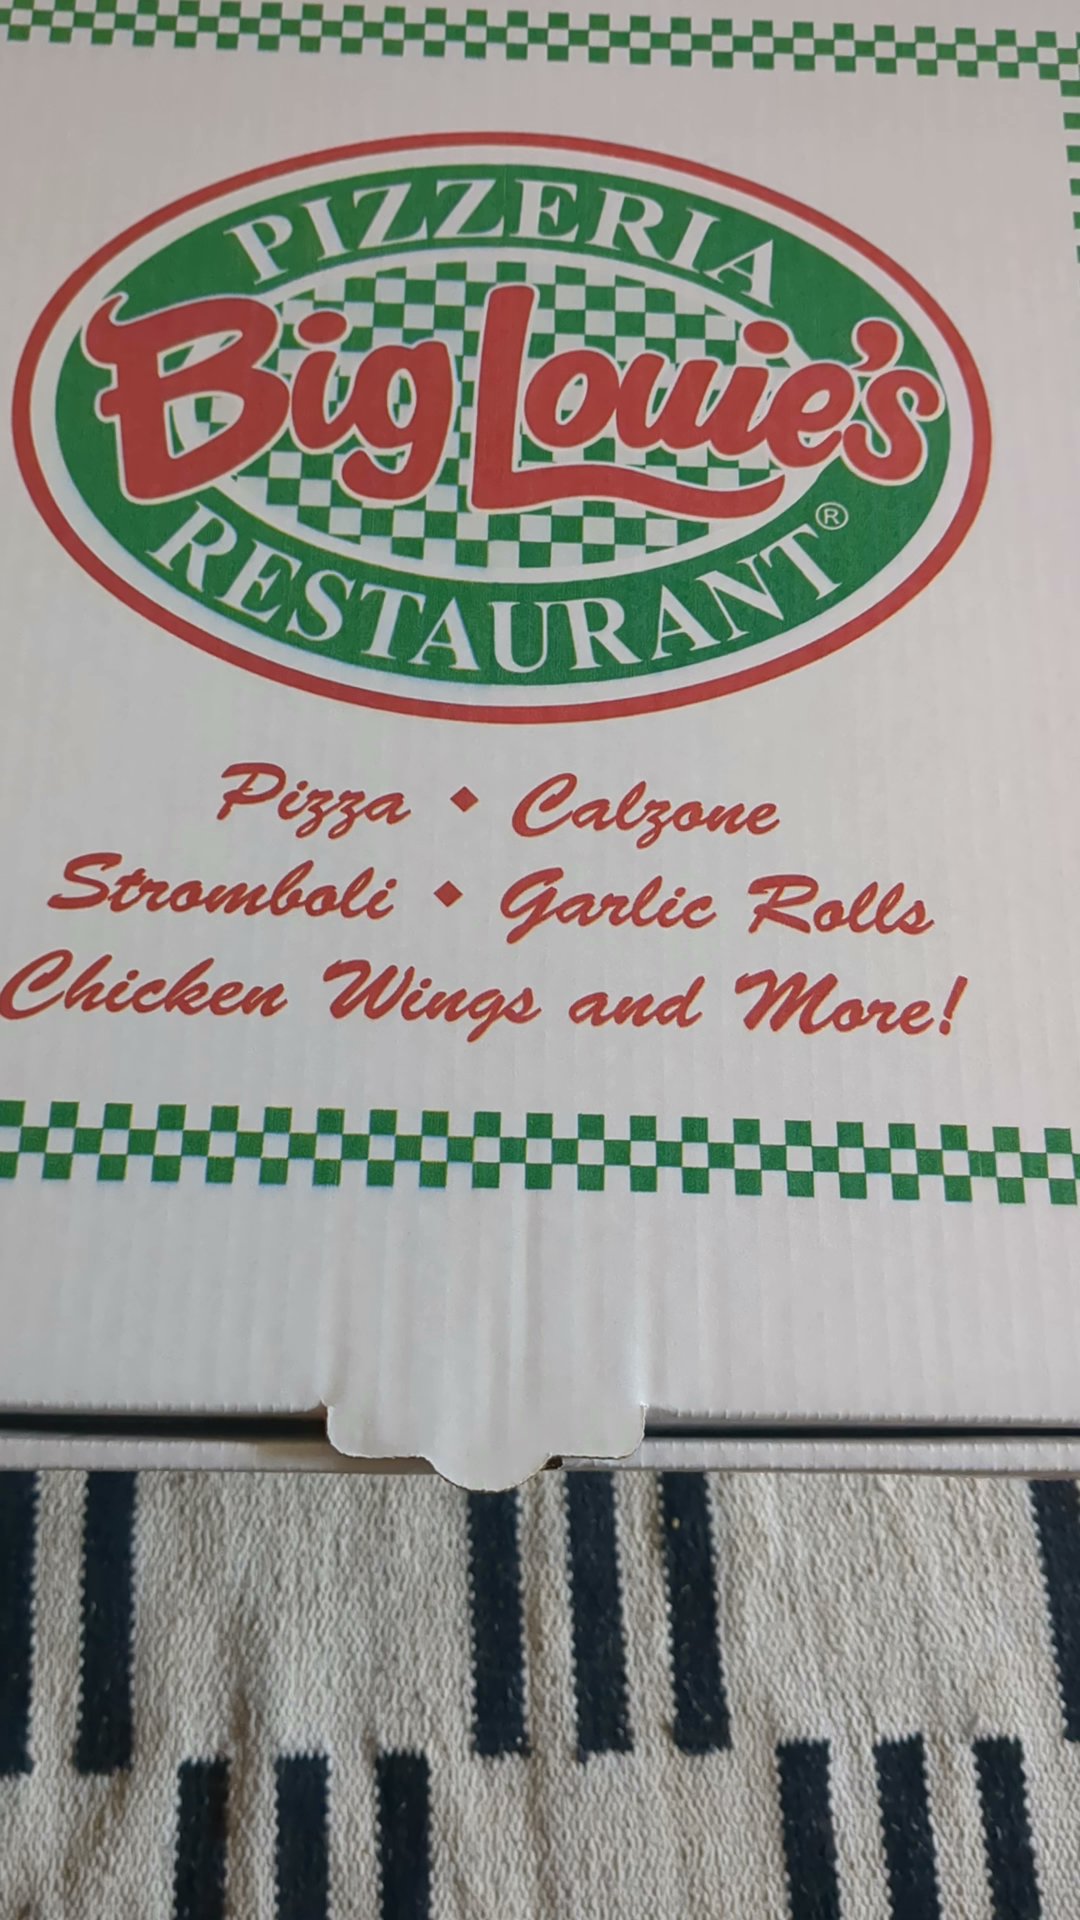 PIZZERIA
Big Louie's
RESTAURANT®
Pizza • Calzone
Stromboli • Garlic Rolls
Chicken Wings and More!